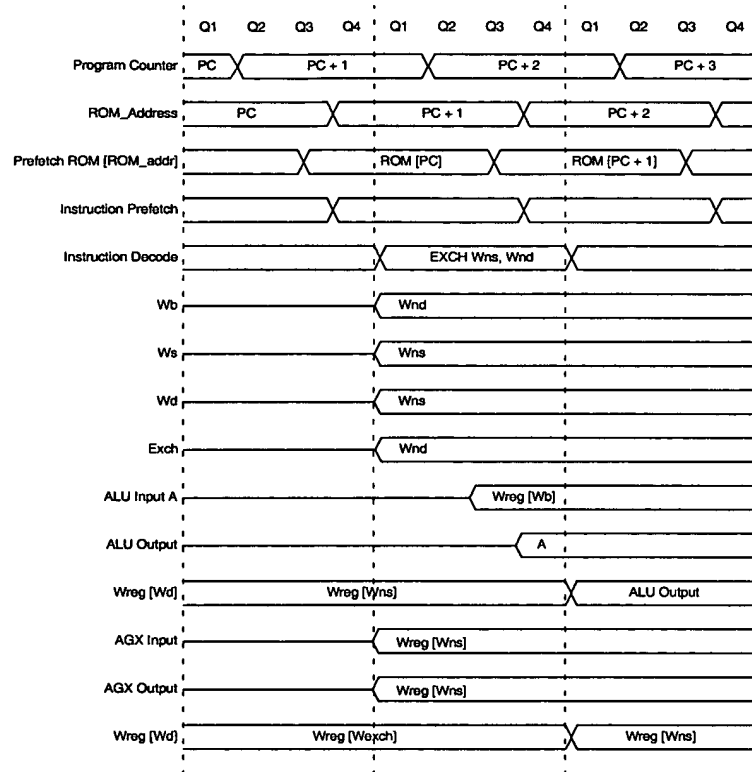 Q1 Q2 Q3 Q4 Q1 Q2 Q3 Q4 Q1 Q2 Q3 Q4
Program Counter PC PC + 1 PC + 2 PC + 3
ROM_Address PC PC + 1 PC + 2
Prefetch ROM [ROM_addr] ROM [PC] ROM [PC + 1]
Instruction Prefetch
Instruction Decode EXCH Wns, Wnd
Wb Wnd
Ws Wns
Wd Wns
Exch Wnd
ALU Input A Wreg [Wb]
ALU Output A
Wreg [Wd] Wreg [Wns] ALU Output
AGX Input Wreg [Wns]
AGX Output Wreg [Wns]
Wreg [Wd] Wreg [Wexch] Wreg [Wns]